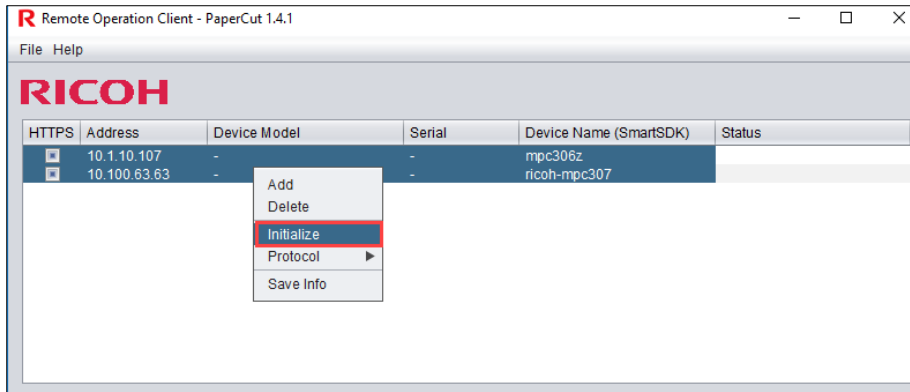 R Remote Operation Client - PaperCut 1.4.1
File Help
RICOH
HTTPS Address Device Model Serial Device Name (SmartSDK) Status
10.1.10.107 - - mpc306z
10.100.63.63 - - ricoh-mpc307
Add
Delete
Initialize
Protocol
Save Info